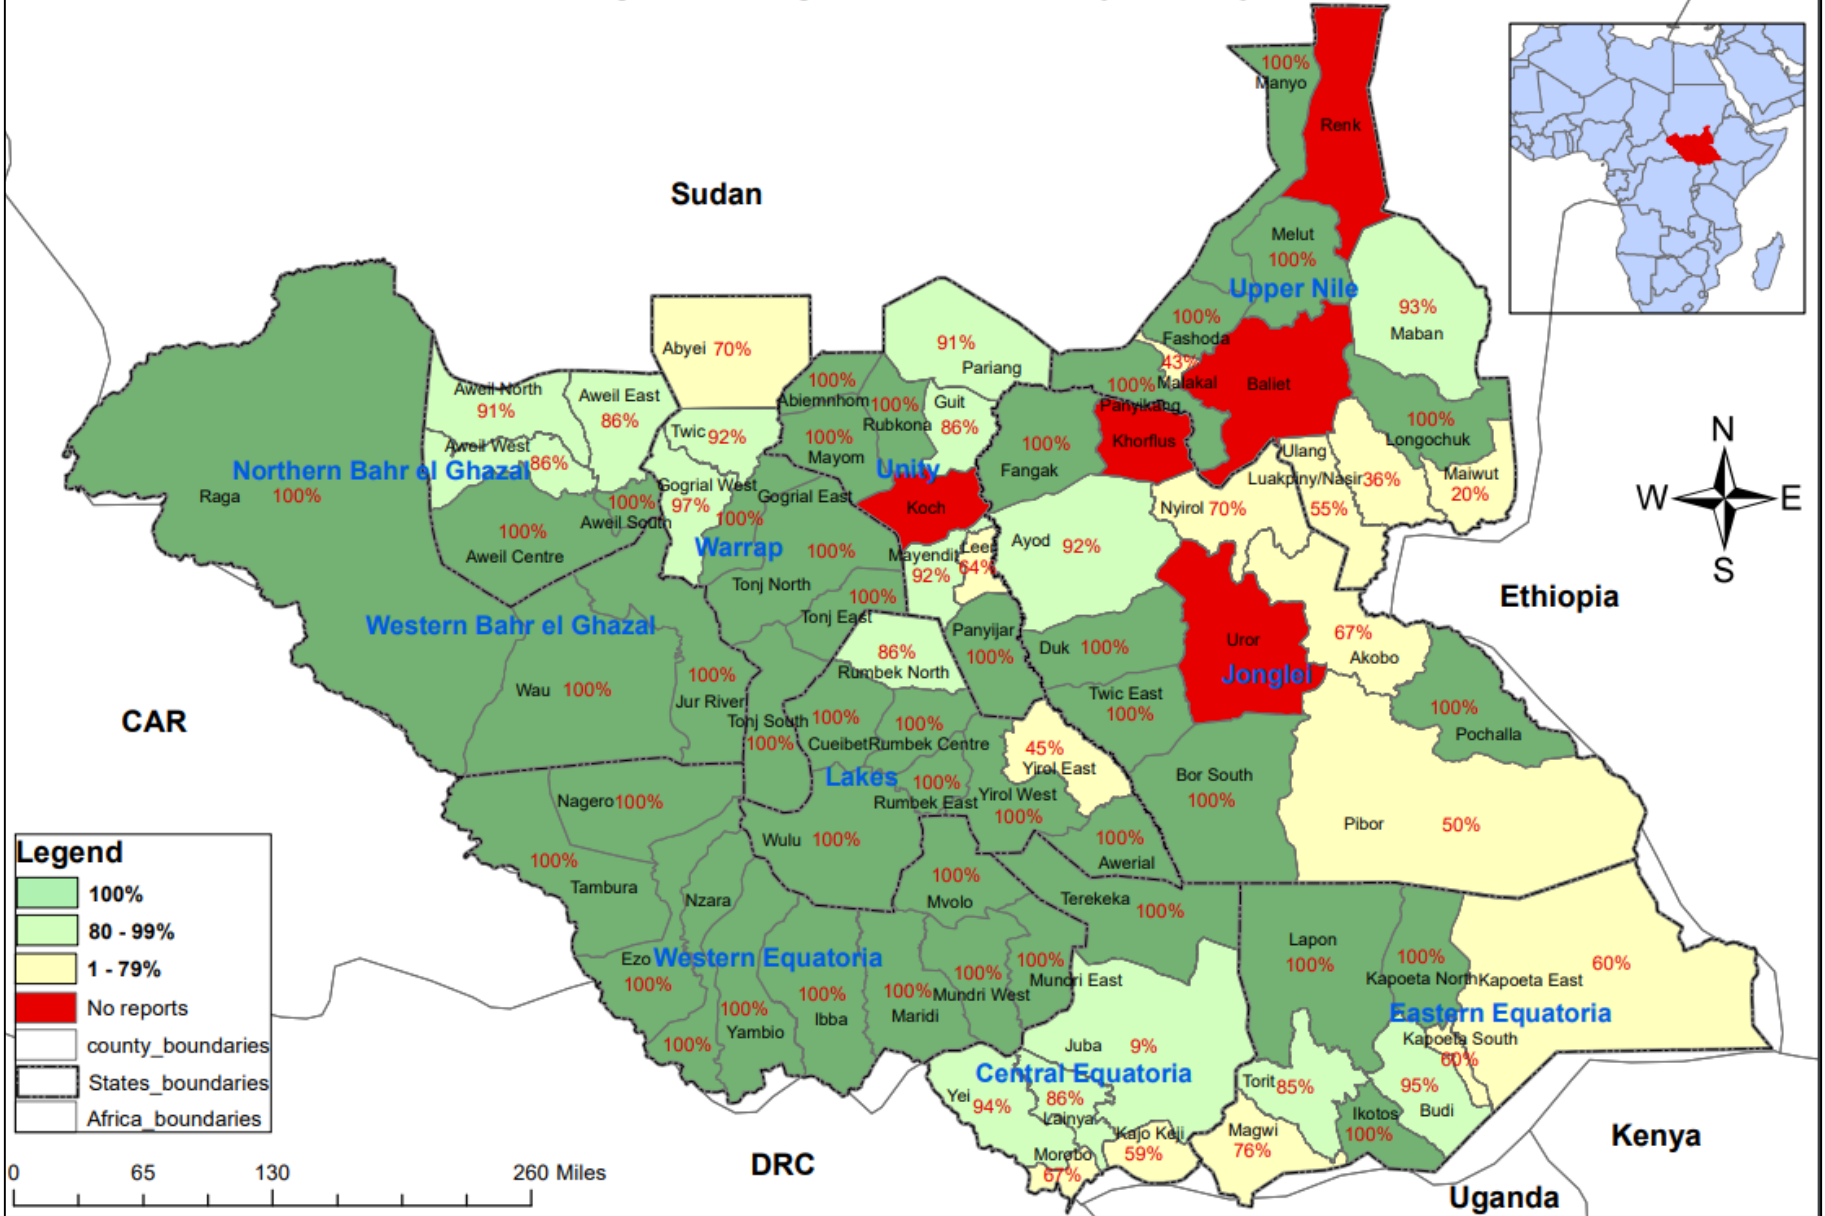 100%
Manyo
Renk
Sudan
Melut
100%
Upper Nile
93%
Maban
100%
Fashoda
43%
Malakal
Baliet
Abyei 70%
91%
Pariang
100%
Panyikang
100%
Longochuk
Aweil North
91%
Aweil East
86%
Aweil West
86%
Northern Bahr el Ghazal
Raga 100%
Twic 92%
100%
Abiemnhom
100%
Rubkona
Guit
86%
100%
Mayom
Unity
100%
Fangak
Khorflus
Ulang
Luakpiny/Nasir 36%
55%
Maiwut
20%
Nyirol 70%
Gogrial West
97%
Gogrial East
100%
Koch
100%
Aweil South
100%
Aweil Centre
Warrap
100%
Tonj North
Mayendit
92%
Leer
64%
Ayod 92%
100%
Tonj East
Ethiopia
Western Bahr el Ghazal
86%
Rumbek North
Panyijar
100%
Duk 100%
Uror
Jonglei
67%
Akobo
Wau 100%
100%
Jur River
Twic East
100%
100%
Pochalla
CAR
Tonj South
100%
100%
Cueibet
100%
Rumbek Centre
45%
Yirol East
Lakes
100%
Rumbek East
Yirol West
100%
Bor South
100%
Nagero 100%
Wulu 100%
100%
Awerial
Pibor 50%
100%
Tambura
Nzara
100%
Mvolo
Terekeka 100%
Ezo
100%
Western Equatoria
100%
Mundri East
100%
Mundri West
Lapon
100%
100%
Kapoeta North
Kapoeta East
60%
Eastern Equatoria
100%
Yambio
100%
Ibba
100%
Maridi
100%
Juba 9%
Central Equatoria
Kapoeta South
60%
Yei 94%
86%
Lainya
Torit 85%
95%
Budi
Ikotos
100%
Kajo Keji
59%
Magwi
76%
Morobo
67%
DRC
Kenya
Uganda
N
W
E
S
Legend
100%
80 - 99%
1 - 79%
No reports
county_boundaries
States_boundaries
Africa_boundaries
0 65 130 260 Miles